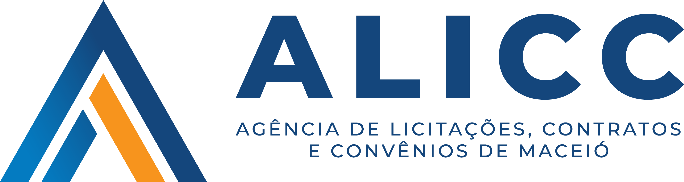 ALICC
AGÊNCIA DE LICITAÇÕES, CONTRATOS
E CONVÊNIOS DE MACEIÓ